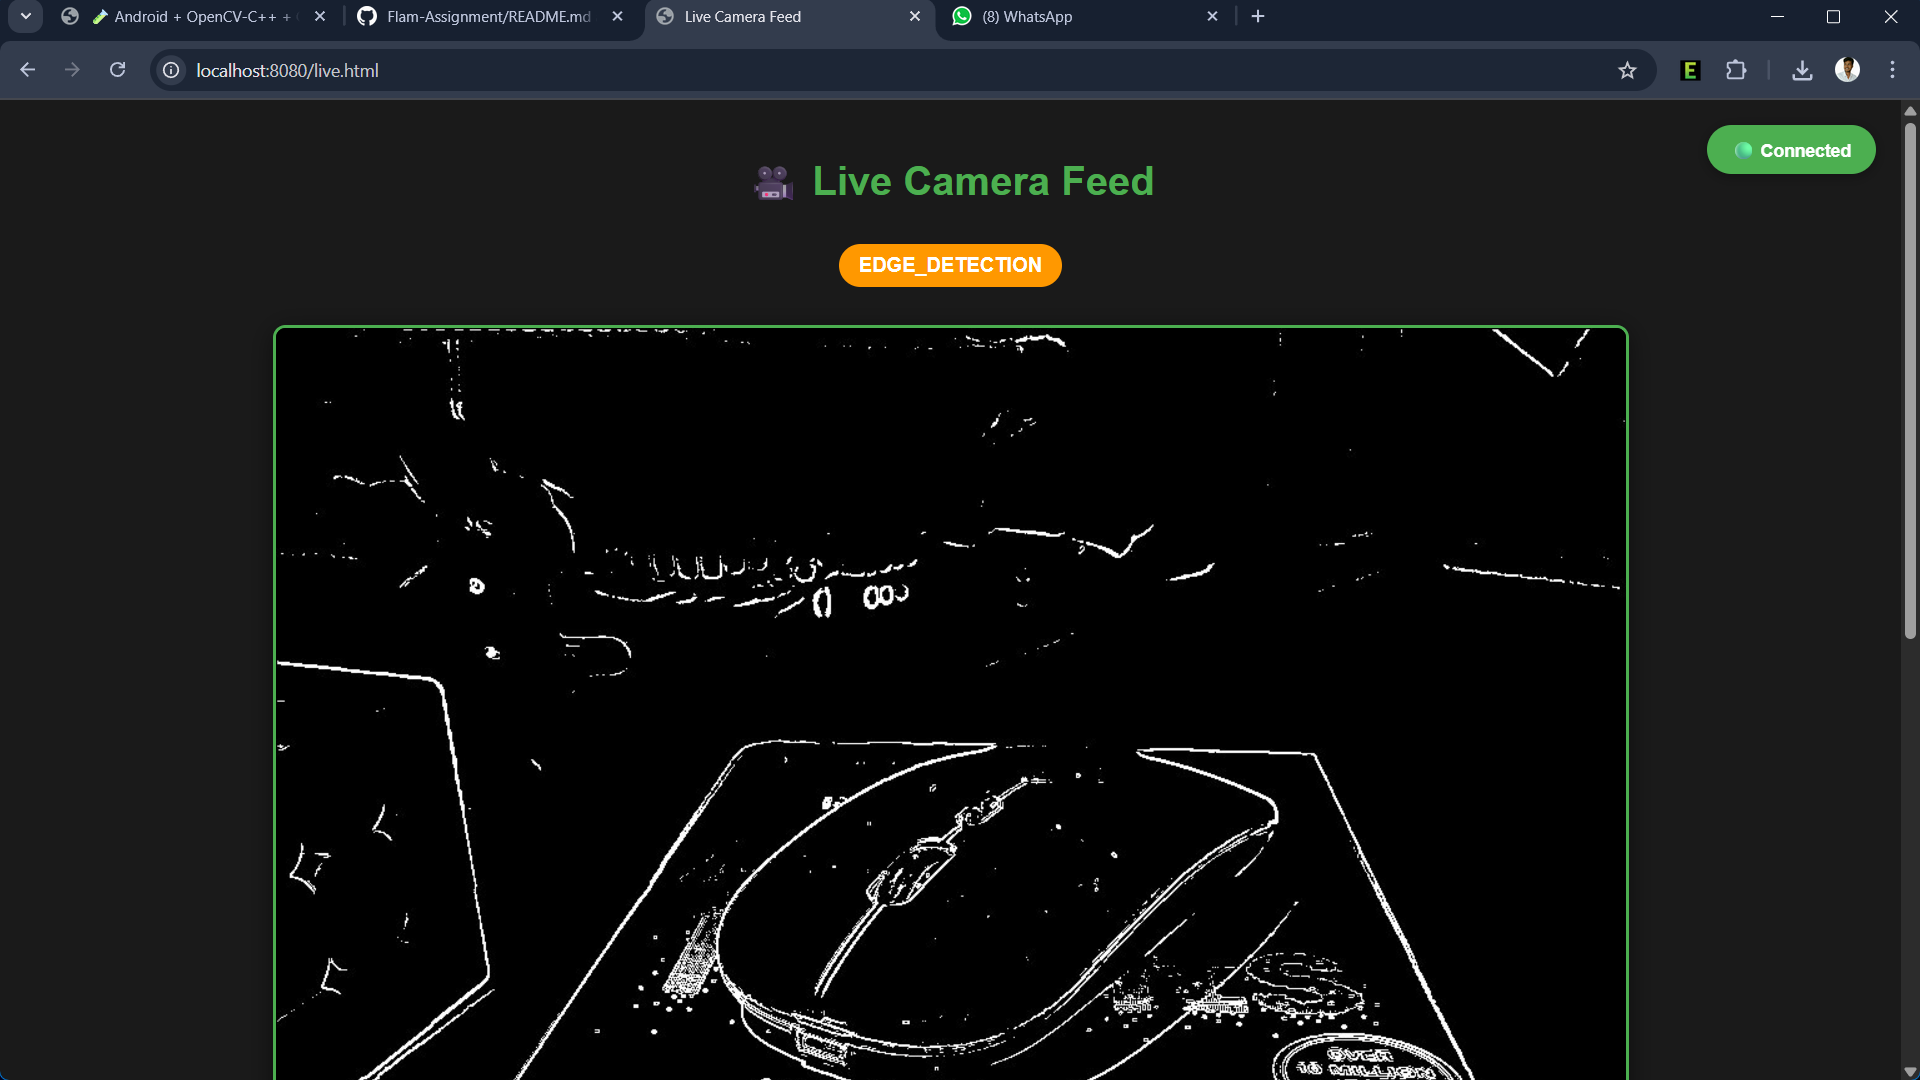 Android + OpenCV-C++ +
Flam-Assignment/README.md
Live Camera Feed
(8) WhatsApp
localhost:8080/live.html
E
Connected
Live Camera Feed
EDGE_DETECTION
OVER
10 MILLION